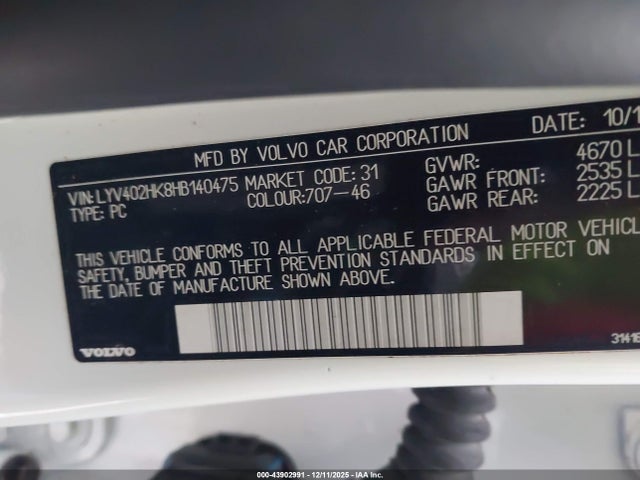 MFD BY VOLVO CAR CORPORATION DATE: 10/1
VIN: LYV402HK8HB140475 MARKET CODE: 31 GVWR: 4670 L
TYPE: PC COLOUR:707-46 GAWR FRONT: 2535 L
GAWR REAR: 2225 L
THIS VEHICLE CONFORMS TO ALL APPLICABLE FEDERAL MOTOR VEHICL
SAFETY, BUMPER AND THEFT PREVENTION STANDARDS IN EFFECT ON
THE DATE OF MANUFACTURE SHOWN ABOVE.
VOLVO 31416
000-43902991 - 12/11/2025 - IAA Inc.